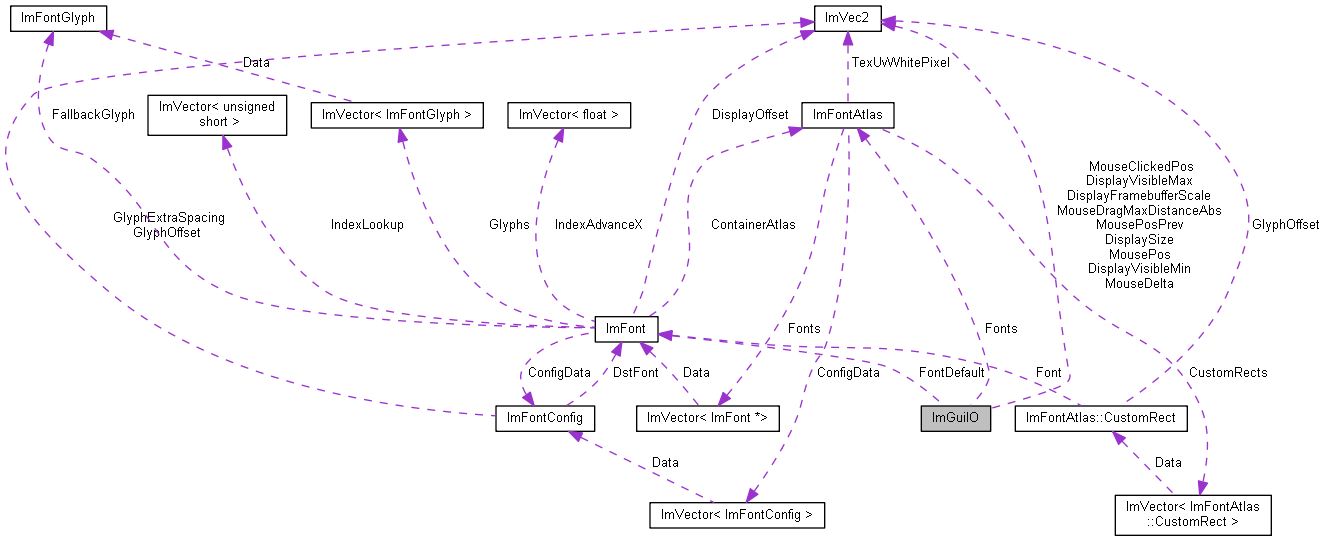 ImFontGlyph
ImVec2
Data
TexUvWhitePixel
FallbackGlyph
ImVector< unsigned
short >
ImVector< ImFontGlyph >
ImVector< float >
DisplayOffset
ImFontAtlas
MouseClickedPos
DisplayVisibleMax
DisplayFramebufferScale
MouseDragMaxDistanceAbs
MousePosPrev
DisplaySize
MousePos
DisplayVisibleMin
MouseDelta
GlyphExtraSpacing
GlyphOffset
IndexLookup
Glyphs
IndexAdvanceX
ContainerAtlas
GlyphOffset
ImFont
Fonts
Fonts
ConfigData
DstFont
Data
ConfigData
FontDefault
Font
CustomRects
ImFontConfig
ImVector< ImFont *>
ImGuiIO
ImFontAtlas::CustomRect
Data
Data
ImVector< ImFontConfig >
ImVector< ImFontAtlas
::CustomRect >